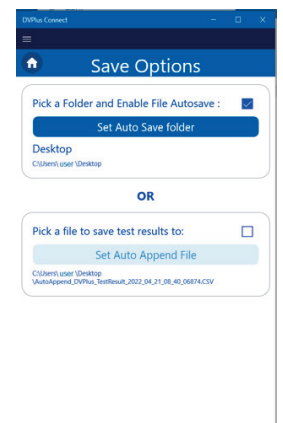 DVPlus Connect
Save Options
Pick a Folder and Enable File Autosave :
Set Auto Save folder
Desktop
C:\Users\ user \Desktop
OR
Pick a file to save test results to:
Set Auto Append File
C:\Users\ user \Desktop
\AutoAppend_DVPlus_TestResult_2022_04_21_08_40_06874.CSV